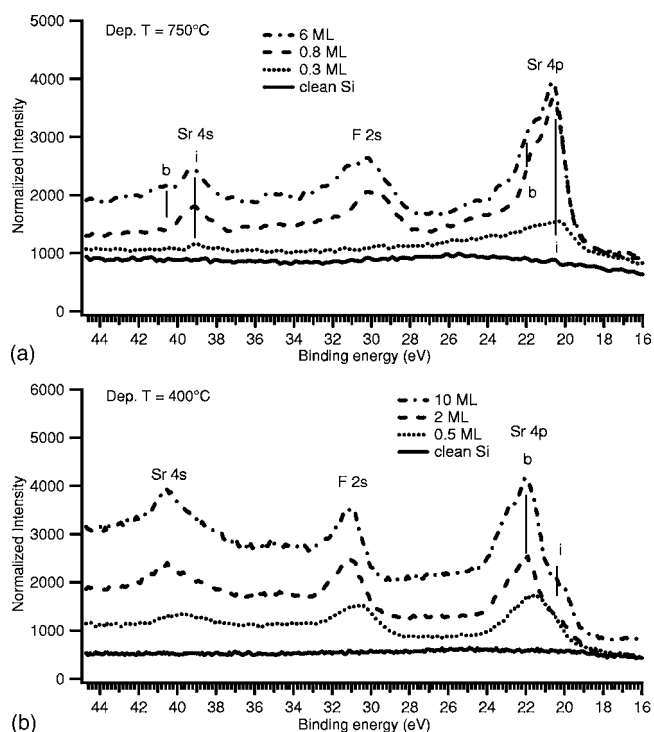 5000
Dep. T = 750°C
6 ML
0.8 ML
0.3 ML
clean Si
Sr 4p
4000
Sr 4s
F 2s
3000
b
i
b
2000
1000
i
0
Normalized Intensity
44 42 40 38 36 34 32 30 28 26 24 22 20 18 16
(a)
Binding energy (eV)
6000
Dep. T = 400°C
10 ML
2 ML
0.5 ML
clean Si
5000
Sr 4p
Sr 4s
F 2s
b
4000
3000
i
2000
1000
0
Normalized Intensity
44 42 40 38 36 34 32 30 28 26 24 22 20 18 16
(b)
Binding energy (eV)